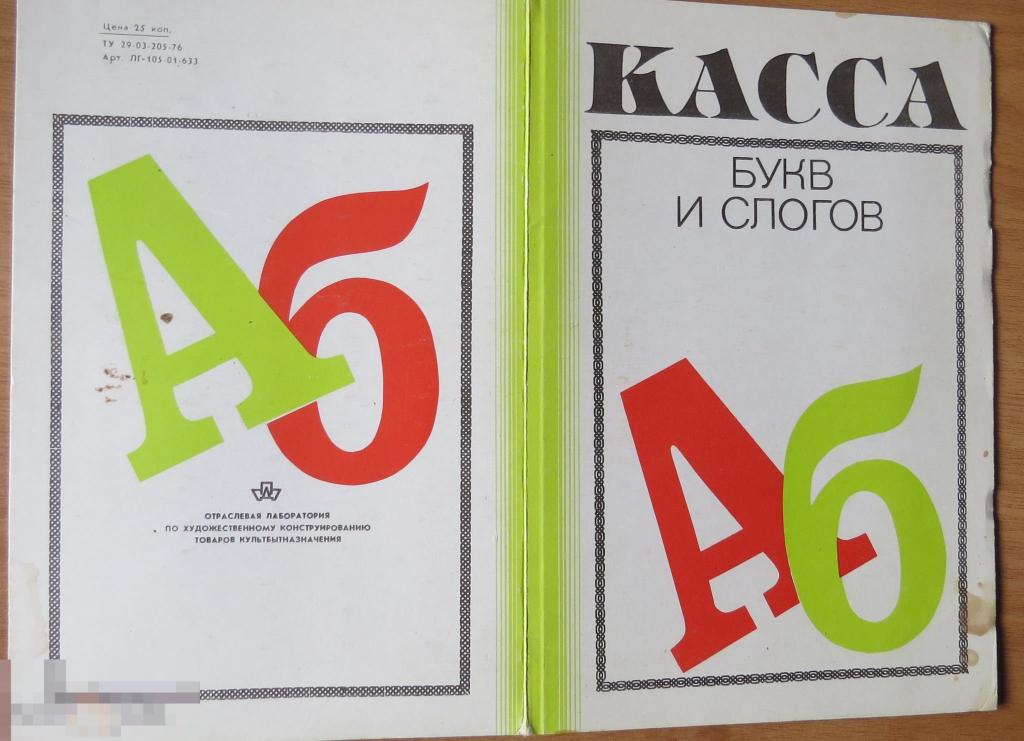 Цена 25 коп.
ТУ 29-03-205-76
Арт. ЛГ-105-01-633
Аб
ОТРАСЛЕВАЯ ЛАБОРАТОРИЯ
ПО ХУДОЖЕСТВЕННОМУ КОНСТРУИРОВАНИЮ
ТОВАРОВ КУЛЬТБЫТНАЗНАЧЕНИЯ
КАССА
БУКВ
И СЛОГОВ
Аб